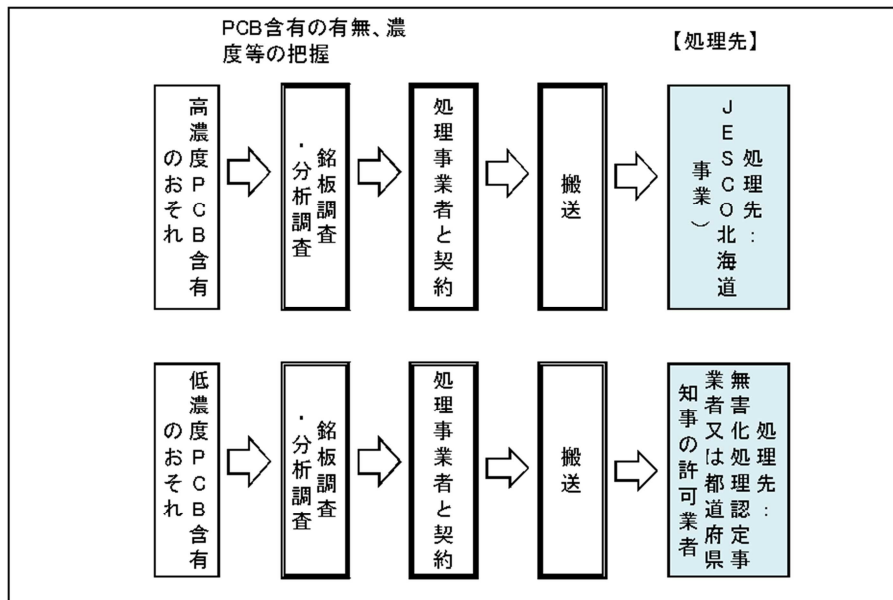 PCB含有の有無、濃
度等の把握
【処理先】
高濃度PCB含有
のおそれ
銘板調査
・分析調査
処理事業者と契約
搬送
処理先:
JESCO北海道
事業)
低濃度PCB含有
のおそれ
銘板調査
・分析調査
処理事業者と契約
搬送
処理先:
無害化処理認定事
業者又は都道府県
知事の許可業者